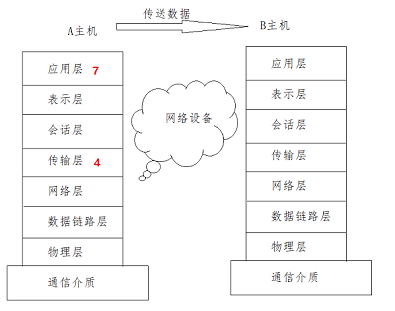 传送数据
A主机
B主机
应用层 7
表示层
会话层
传输层 4
网络层
数据链路层
物理层
通信介质
网络设备
应用层
表示层
会话层
传输层
网络层
数据链路层
物理层
通信介质